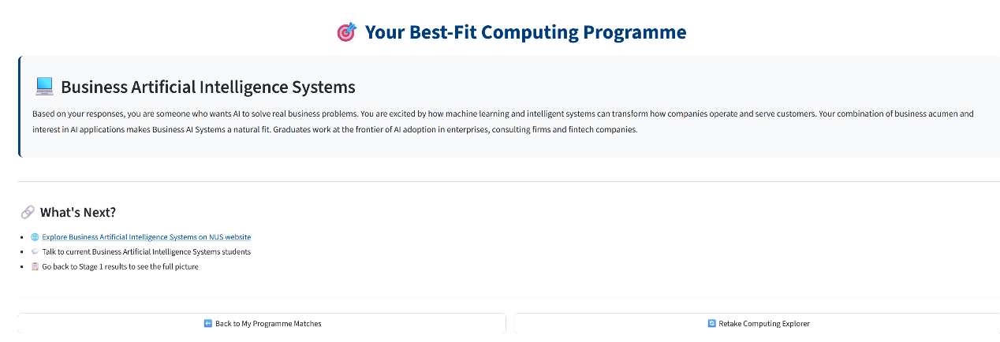 Your Best-Fit Computing Programme
Business Artificial Intelligence Systems
Based on your responses, you are someone who wants AI to solve real business problems. You are excited by how machine learning and intelligent systems can transform how companies operate and serve customers. Your combination of business acumen and
interest in AI applications makes Business AI Systems a natural fit. Graduates work at the frontier of AI adoption in enterprises, consulting firms and fintech companies.
What's Next?
Explore Business Artificial Intelligence Systems on NUS website
Talk to current Business Artificial Intelligence Systems students
Go back to Stage 1 results to see the full picture
Back to My Programme Matches
Retake Computing Explorer